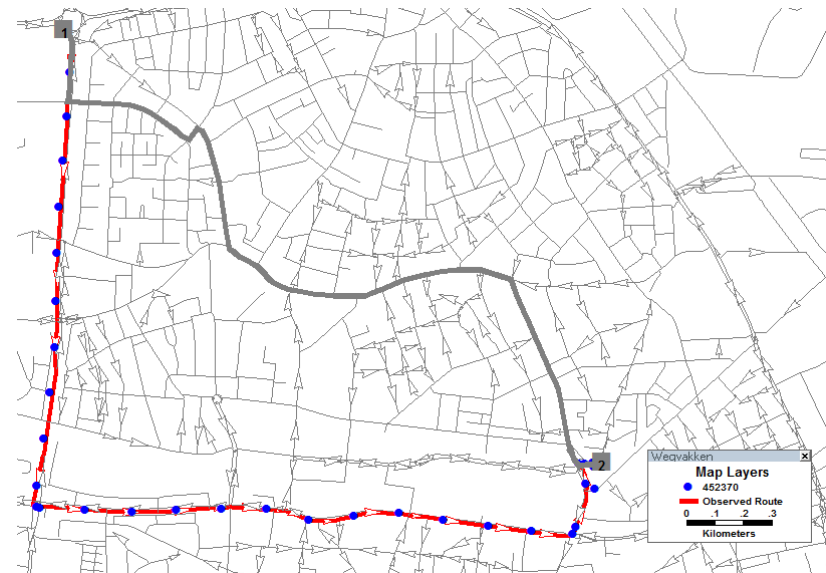 1
2
Wegvakken x
Map Layers
452370
Observed Route
0 .1 .2 .3
Kilometers